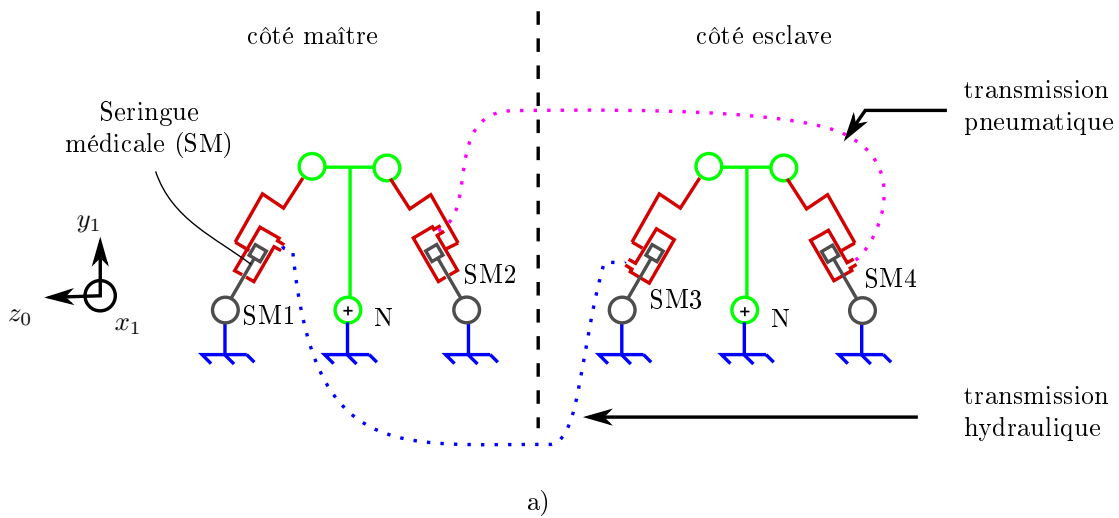 côté maître
côté esclave
transmission
pneumatique
Seringue
médicale (SM)
y₁
z₀
x₁
SM1
N
SM2
SM3
N
SM4
transmission
hydraulique
a)